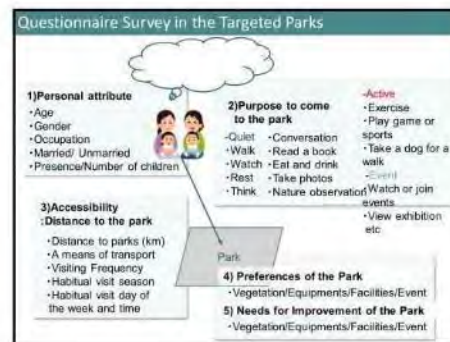 Questionnaire Survey in the Targeted Parks
1)Personal attribute
・Age
・Gender
・Occupation
・Married/ Unmarried
・Presence/Number of children
2)Purpose to come
to the park
-Quiet
・Walk
・Watch
・Rest
・Think
・Conversation
・Read a book
・Eat and drink
・Take photos
・Nature observation
-Active
・Exercise
・Play game or
sports
・Take a dog for a
walk
-Event
・Watch or join
events
・View exhibition
etc
3)Accessibility
:Distance to the park
・Distance to parks (km)
・A means of transport
・Visiting Frequency
・Habitual visit season
・Habitual visit day of
the week and time
Park
4) Preferences of the Park
・Vegetation/Equipments/Facilities/Event
5) Needs for Improvement of the Park
・Vegetation/Equipments/Facilities/Event